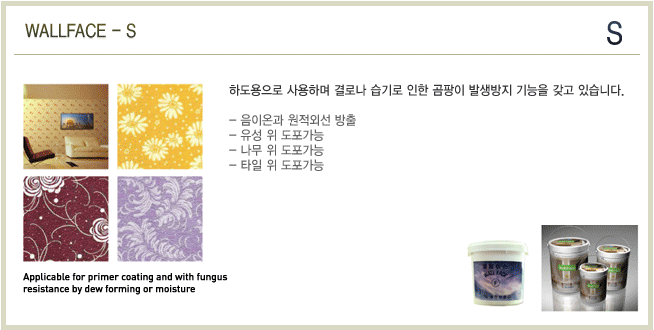 WALLFACE - S
S
하도용으로 사용하며 결로나 습기로 인한 곰팡이 발생방지 기능을 갖고 있습니다.
- 음이온과 원적외선 방출
- 유성 위 도포가능
- 나무 위 도포가능
- 타일 위 도포가능
Applicable for primer coating and with fungus
resistance by dew forming or moisture